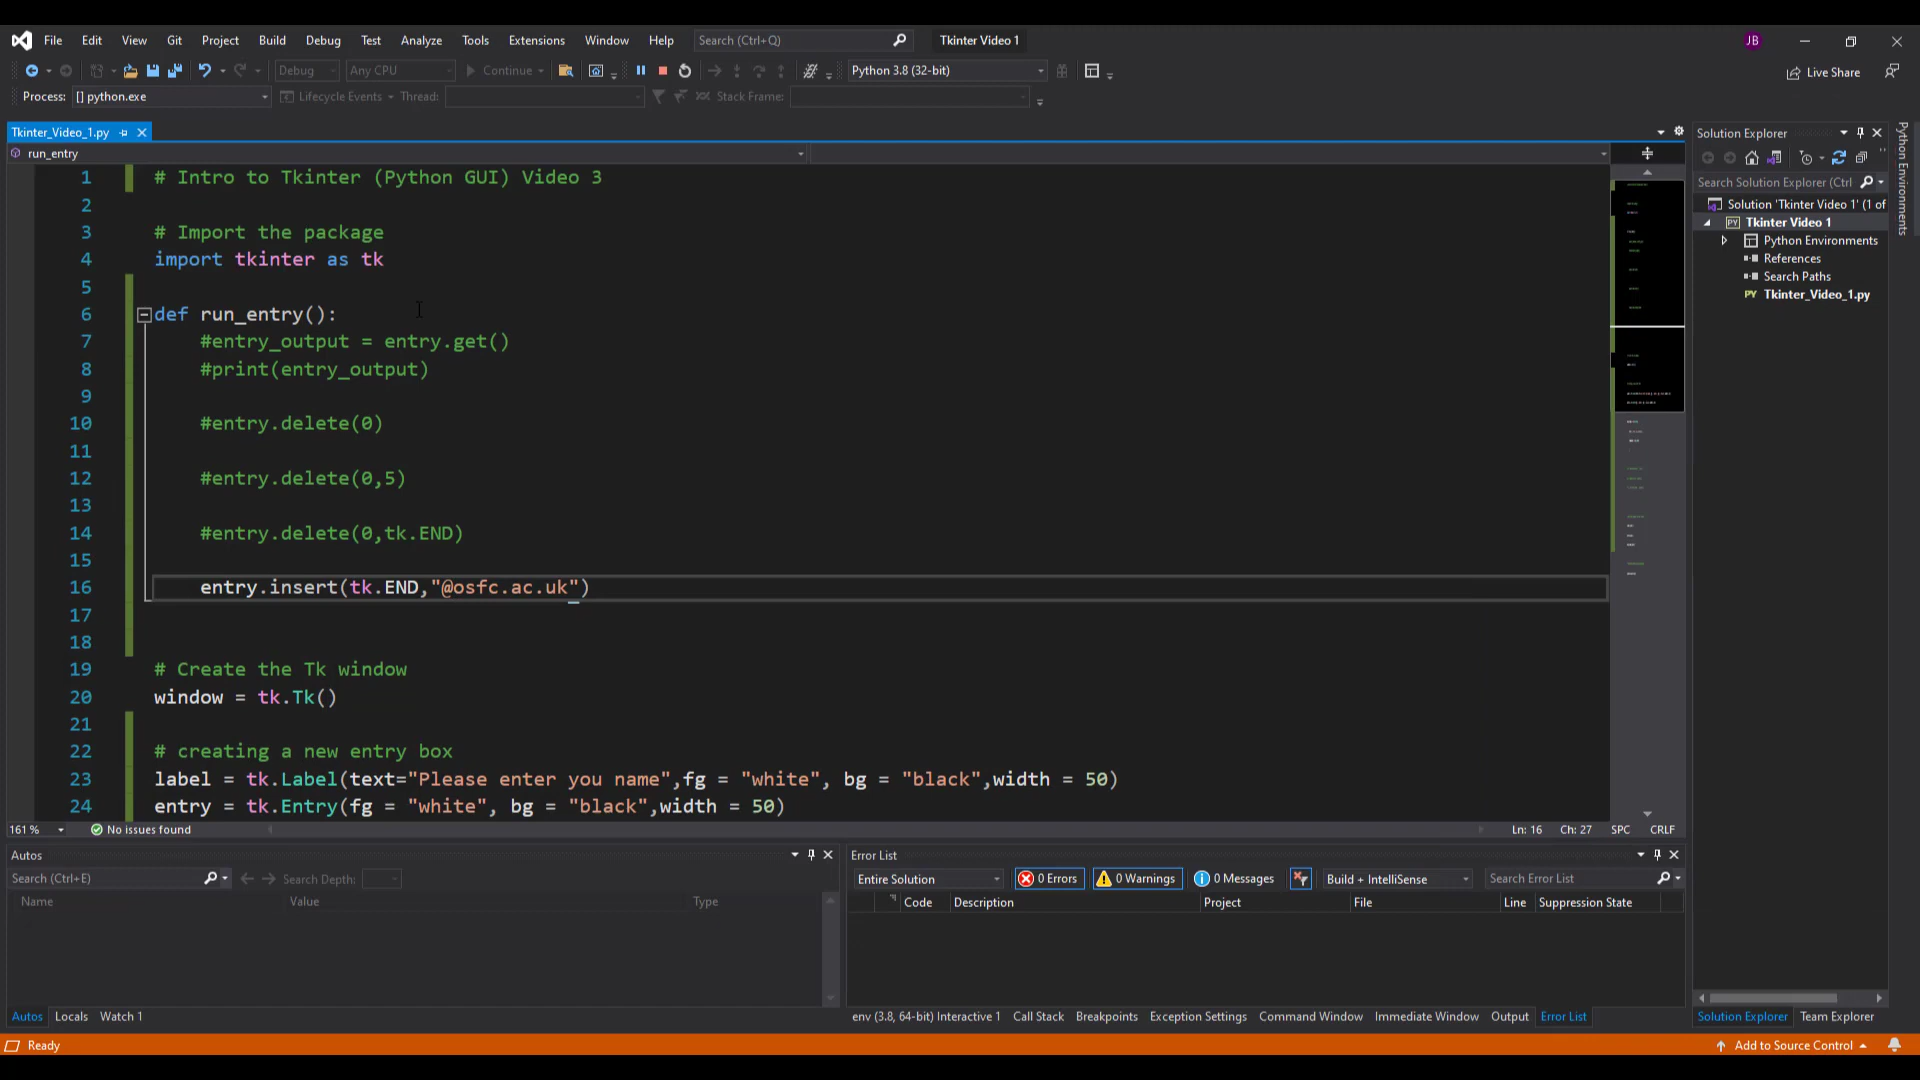 File Edit View Git Project Build Debug Test Analyze Tools Extensions Window Help Search (Ctrl+Q) Tkinter Video 1 JB
Debug Any CPU Continue Python 3.8 (32-bit) Live Share
Process: [] python.exe Lifecycle Events Thread: Stack Frame:
Tkinter_Video_1.py
run_entry
1 # Intro to Tkinter (Python GUI) Video 3
2
3 # Import the package
4 import tkinter as tk
5
6 def run_entry():
7 #entry_output = entry.get()
8 #print(entry_output)
9
10 #entry.delete(0)
11
12 #entry.delete(0,5)
13
14 #entry.delete(0,tk.END)
15
16 entry.insert(tk.END,"@osfc.ac.uk")
17
18
19 # Create the Tk window
20 window = tk.Tk()
21
22 # creating a new entry box
23 label = tk.Label(text="Please enter you name",fg = "white", bg = "black",width = 50)
24 entry = tk.Entry(fg = "white", bg = "black",width = 50)
161 % No issues found Ln: 16 Ch: 27 SPC CRLF
Solution Explorer
Search Solution Explorer (Ctrl
Solution 'Tkinter Video 1' (1 of
PY Tkinter Video 1
Python Environments
References
Search Paths
PY Tkinter_Video_1.py
Python Environments
Autos
Search (Ctrl+E) Search Depth:
Name Value Type
Autos Locals Watch 1
Error List
Entire Solution 0 Errors 0 Warnings 0 Messages Build + IntelliSense Search Error List
Code Description Project File Line Suppression State
env (3.8, 64-bit) Interactive 1 Call Stack Breakpoints Exception Settings Command Window Immediate Window Output Error List
Solution Explorer Team Explorer
Ready Add to Source Control